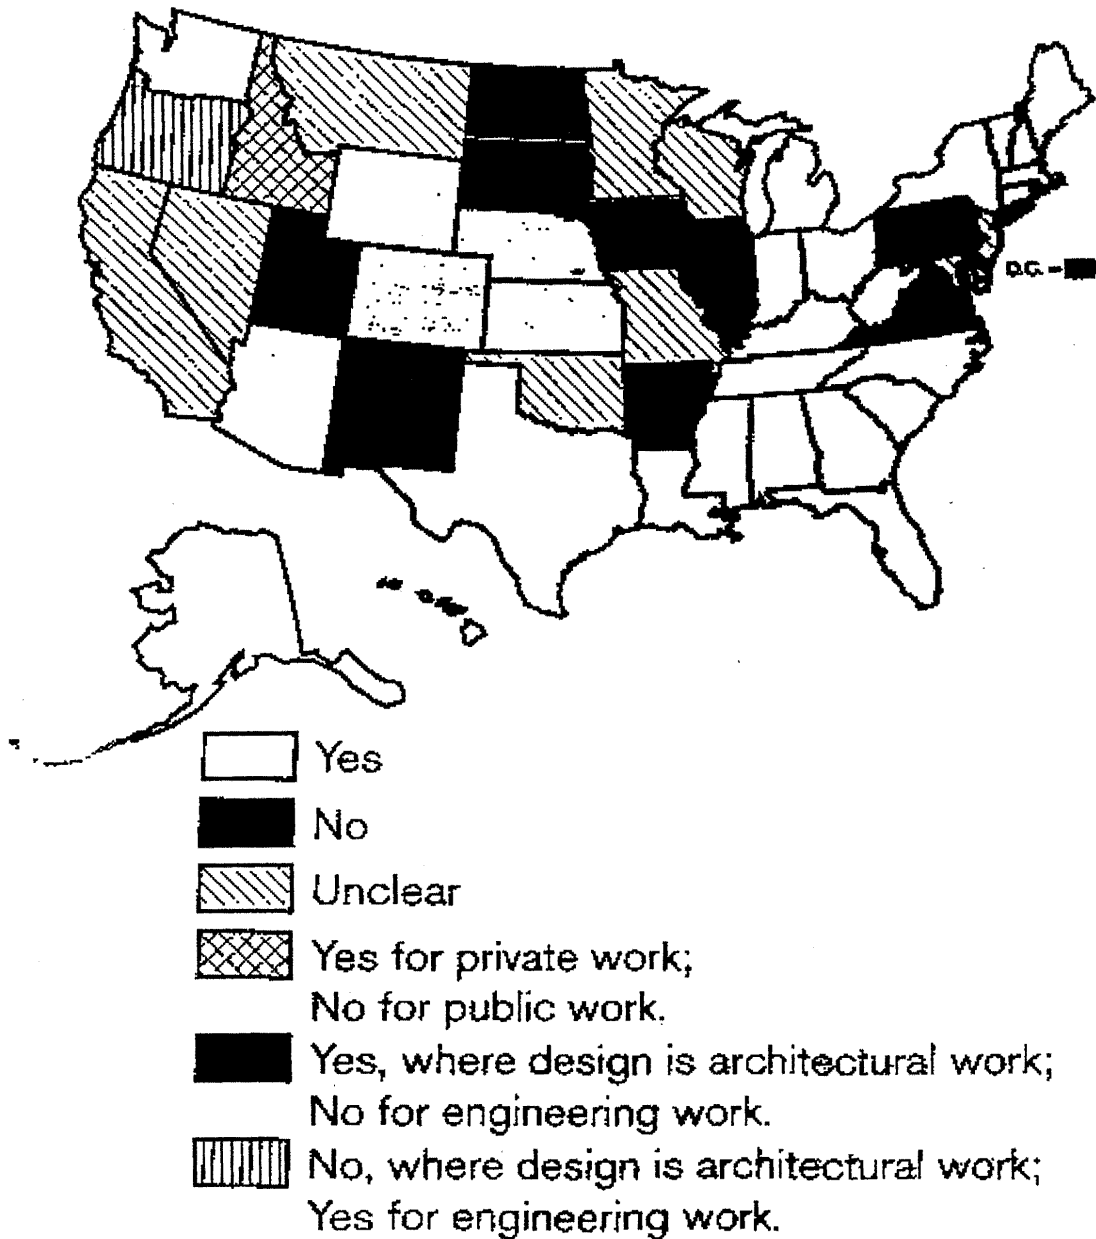 D.C. -
Yes
No
Unclear
Yes for private work;
No for public work.
Yes, where design is architectural work;
No for engineering work.
No, where design is architectural work;
Yes for engineering work.